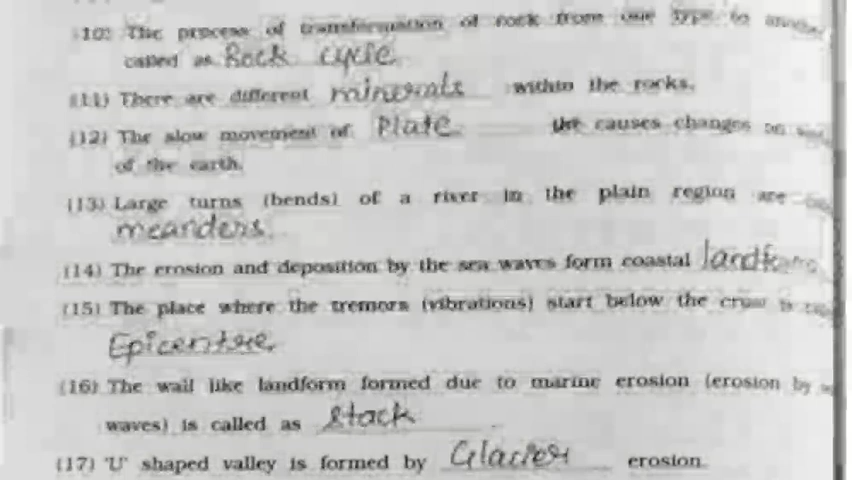 (10) The process of transformation of rock from one type to another
called as Rock cycle.
(11) There are different minerals within the rocks.
(12) The slow movement of Plate the causes changes on
of the earth.
(13) Large turns (bends) of a river in the plain region are
meanders.
(14) The erosion and deposition by the sea waves form coastal
(15) The place where the tremors (vibrations) start below the crust is
Epicentre.
(16) The wall like landform formed due to marine erosion (erosion by
waves) is called as stack
(17) 'U' shaped valley is formed by Glacier erosion.